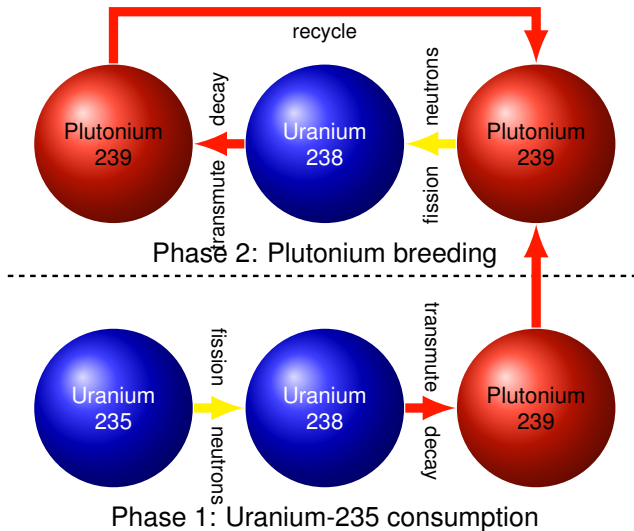 recycle
Plutonium
239
transmute decay
Uranium
238
fission neutrons
Plutonium
239
Phase 2: Plutonium breeding
Uranium
235
fission
neutrons
Uranium
238
transmute
decay
Plutonium
239
Phase 1: Uranium-235 consumption